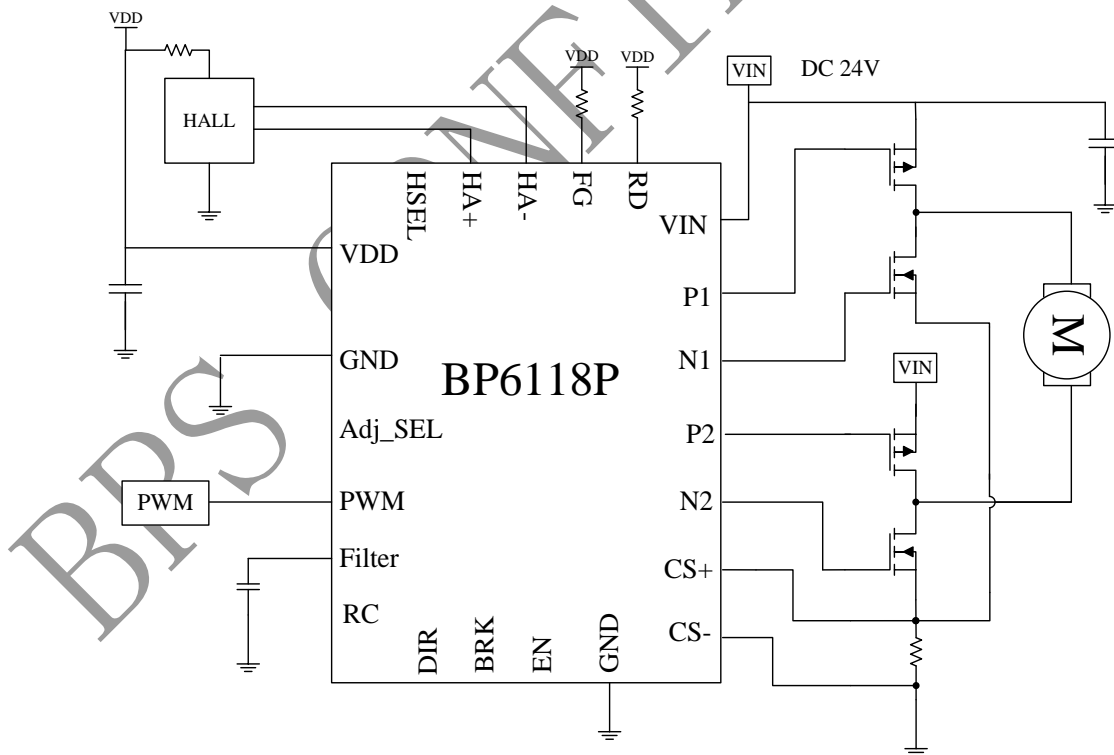 VDD
HALL
VDD
VDD
VIN
DC 24V
HSEL
HA+
HA-
FG
RD
VIN
VDD
P1
GND
N1
BP6118P
VIN
M
Adj_SEL
P2
PWM
PWM
N2
Filter
CS+
RC
CS-
DIR
BRK
EN
GND